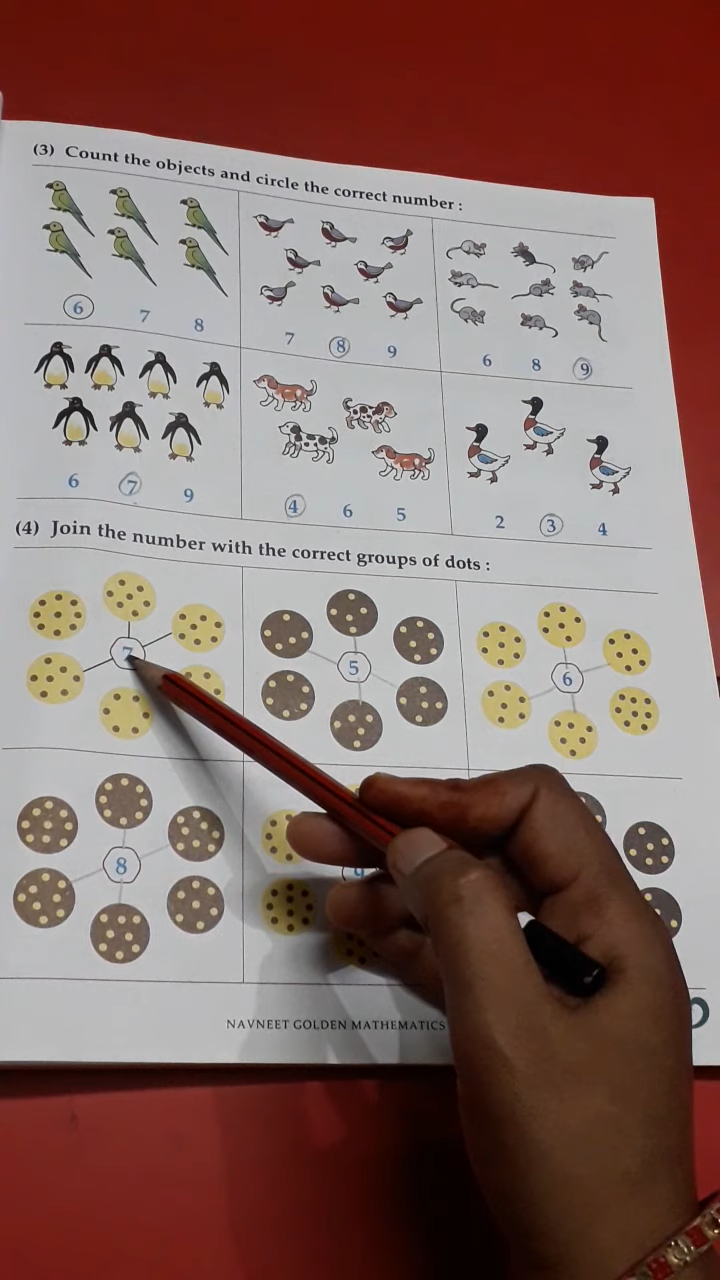 (3) Count the objects and circle the correct number :
6 7 8
7 8 9
6 8 9
6 7 9
4 6 5
2 3 4
(4) Join the number with the correct groups of dots :
7
5
6
8
NAVNEET GOLDEN MATHEMATICS